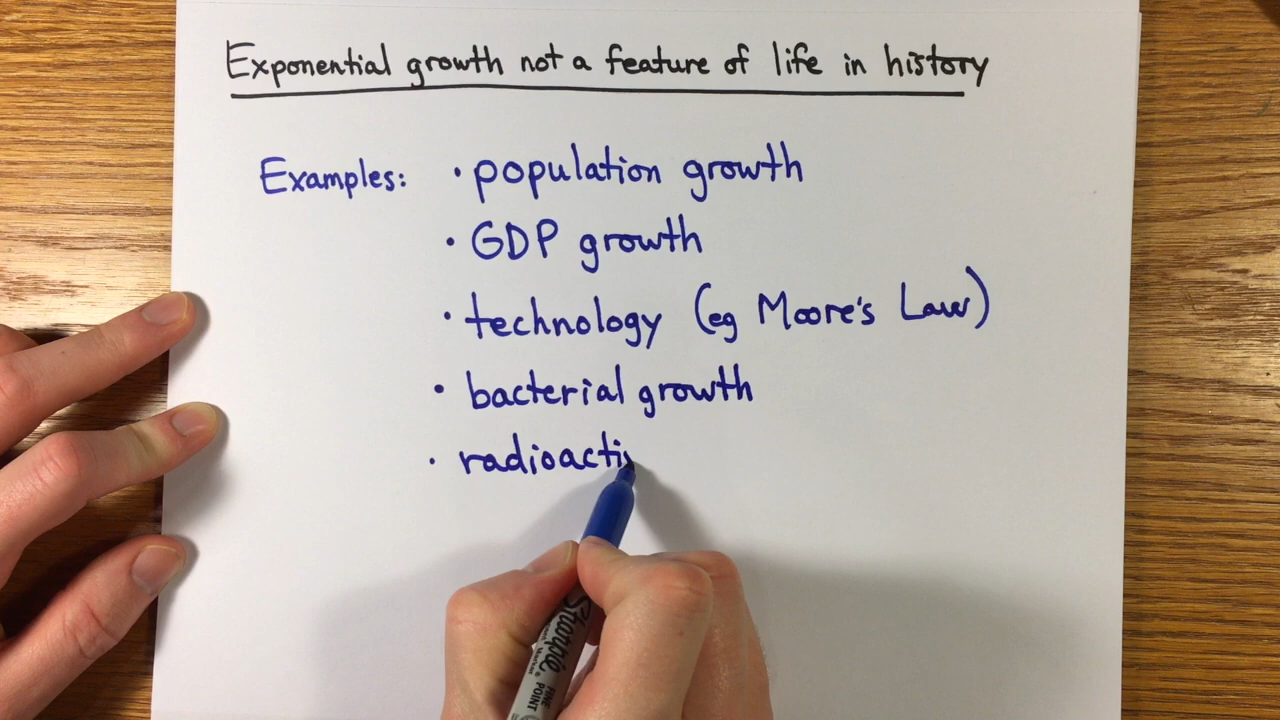 Exponential growth not a feature of life in history
Examples: • population growth
• GDP growth
• technology (eg Moore's Law)
• bacterial growth
• radioacti
Sharpie
FINE POINT